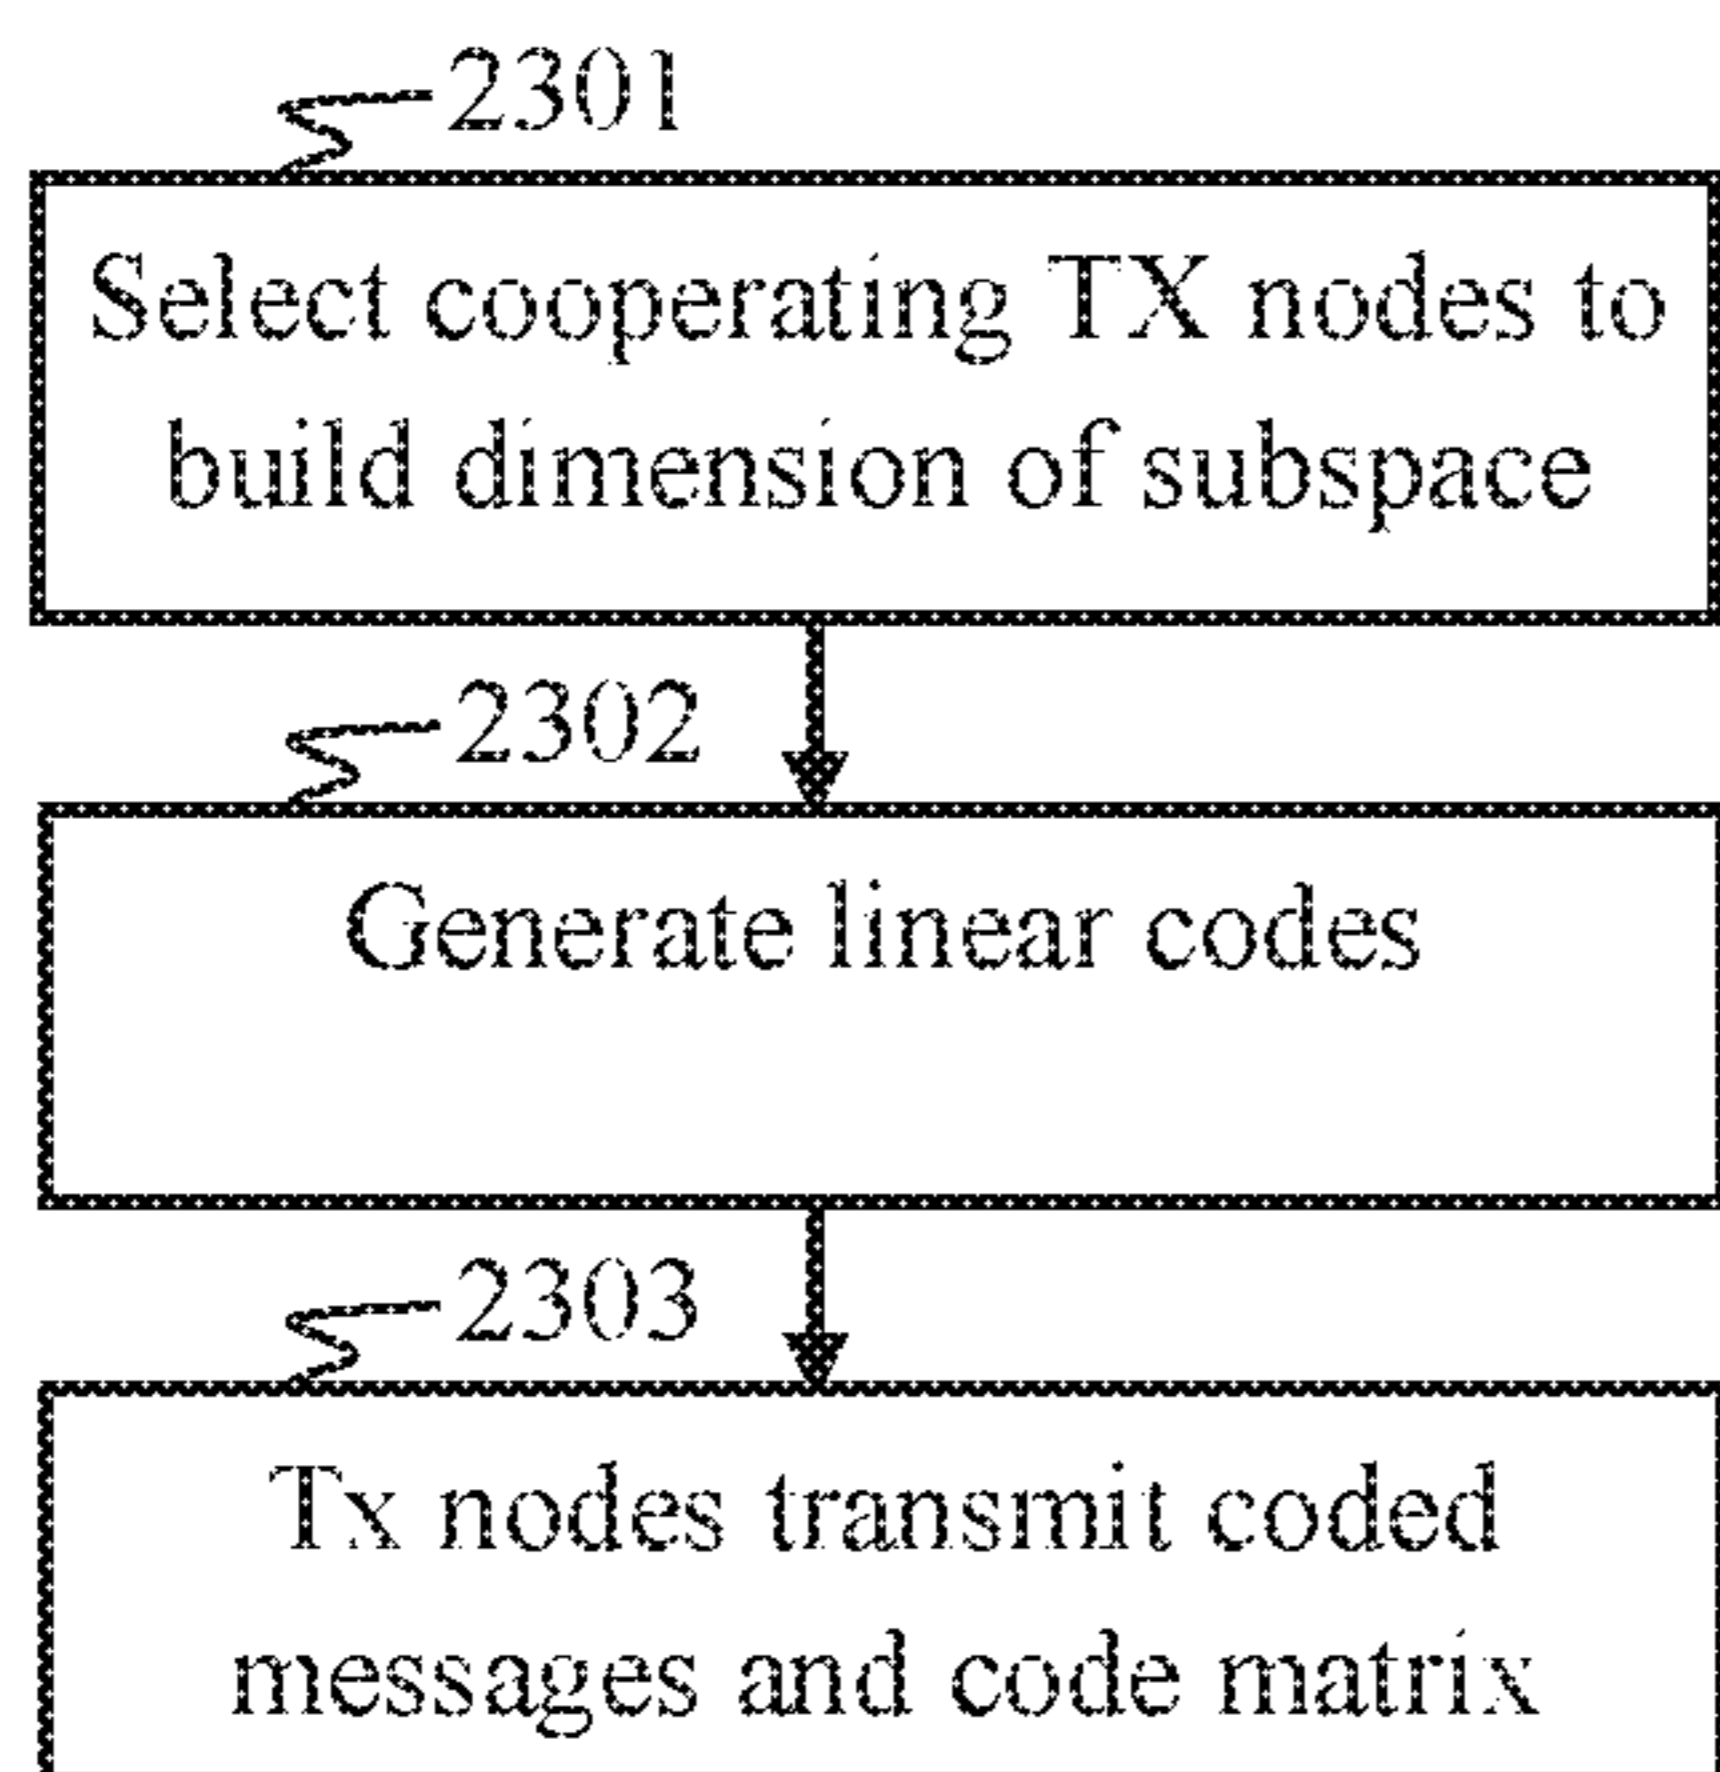 2301
Select cooperating TX nodes to
build dimension of subspace
2302
Generate linear codes
2303
Tx nodes transmit coded
messages and code matrix